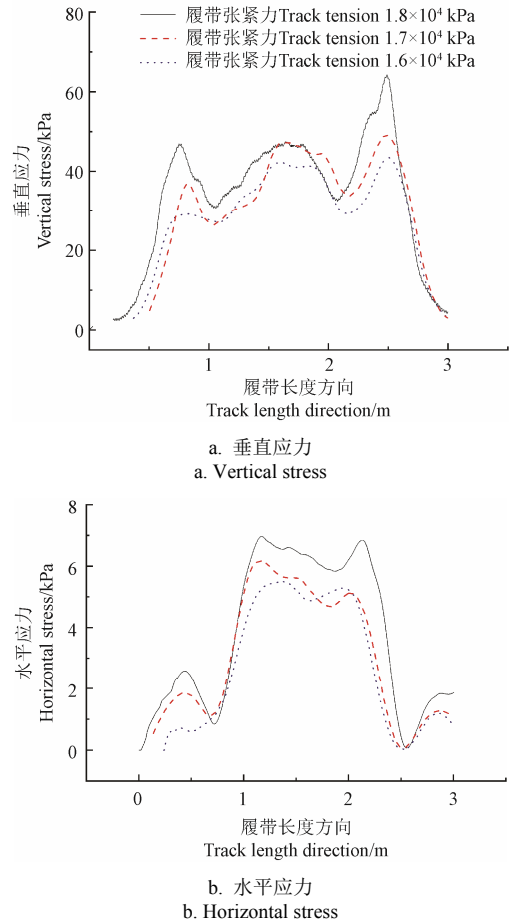 履带张紧力Track tension 1.8×10⁴ kPa
履带张紧力Track tension 1.7×10⁴ kPa
履带张紧力Track tension 1.6×10⁴ kPa
80
60
40
20
0
垂直应力
Vertical stress/kPa
1
2
3
履带长度方向
Track length direction/m
a. 垂直应力
a. Vertical stress
8
6
4
2
0
水平应力
Horizontal stress/kPa
0
1
2
3
履带长度方向
Track length direction/m
b. 水平应力
b. Horizontal stress